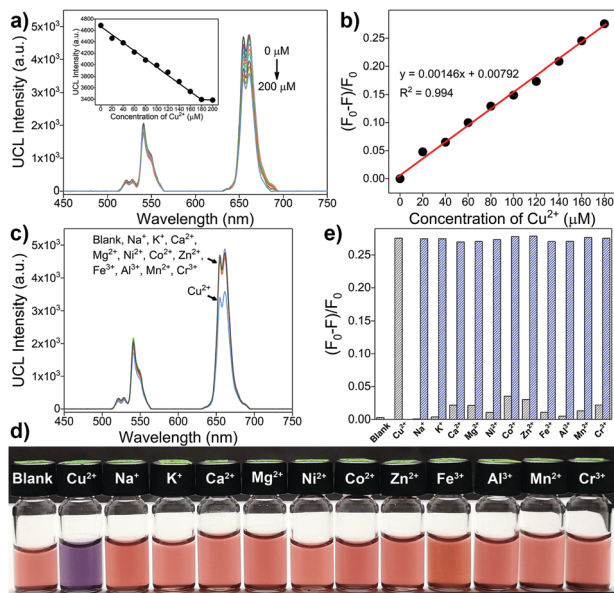 a)
UCL Intensity (a.u.)
5x10³
4x10³
3x10³
2x10³
1x10³
0
450 500 550 600 650 700 750
Wavelength (nm)
0 μM
200 μM
UCL Intensity (a.u.)
4800
4600
4400
4200
4000
3800
3600
3400
0 20 40 60 80 100 120 140 160 180 200
Concentration of Cu²⁺ (μM)
b)
(F₀-F)/F₀
0.25
0.20
0.15
0.10
0.05
0.00
y = 0.00146x + 0.00792
R² = 0.994
0 20 40 60 80 100 120 140 160 180
Concentration of Cu²⁺ (μM)
c)
UCL Intensity (a.u.)
5x10³
4x10³
3x10³
2x10³
1x10³
0
Blank, Na⁺, K⁺, Ca²⁺,
Mg²⁺, Ni²⁺, Co²⁺, Zn²⁺,
Fe³⁺, Al³⁺, Mn²⁺, Cr³⁺
Cu²⁺
450 500 550 600 650 700 750
Wavelength (nm)
e)
(F₀-F)/F₀
0.25
0.20
0.15
0.10
0.05
0.00
Blank Cu²⁺ Na⁺ K⁺ Ca²⁺ Mg²⁺ Ni²⁺ Co²⁺ Zn²⁺ Fe³⁺ Al³⁺ Mn²⁺ Cr³⁺
d)
Blank Cu²⁺ Na⁺ K⁺ Ca²⁺ Mg²⁺ Ni²⁺ Co²⁺ Zn²⁺ Fe³⁺ Al³⁺ Mn²⁺ Cr³⁺